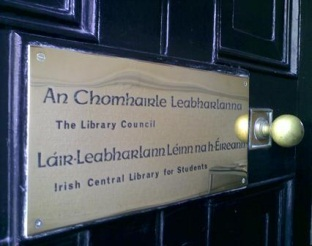 An Chomhairle Leabharlanna
The Library Council
Láir-Leabharlann Léinn na h-Éireann
Irish Central Library for Students